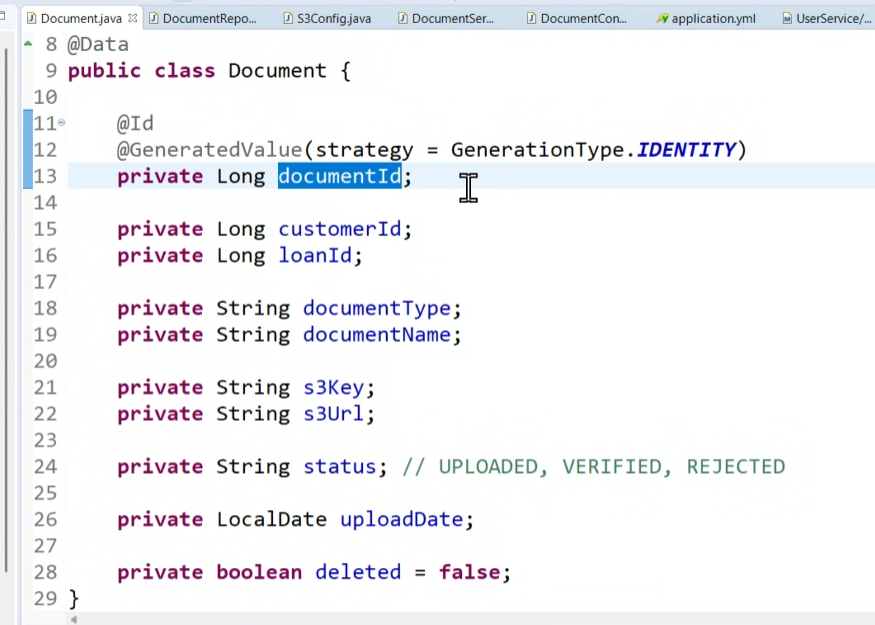 Document.java
DocumentRepo...
S3Config.java
DocumentSer...
DocumentCon...
application.yml
UserService/...
8 @Data
9 public class Document {
10
11 @Id
12 @GeneratedValue(strategy = GenerationType.IDENTITY)
13 private Long documentId;
14
15 private Long customerId;
16 private Long loanId;
17
18 private String documentType;
19 private String documentName;
20
21 private String s3Key;
22 private String s3Url;
23
24 private String status; // UPLOADED, VERIFIED, REJECTED
25
26 private LocalDate uploadDate;
27
28 private boolean deleted = false;
29 }